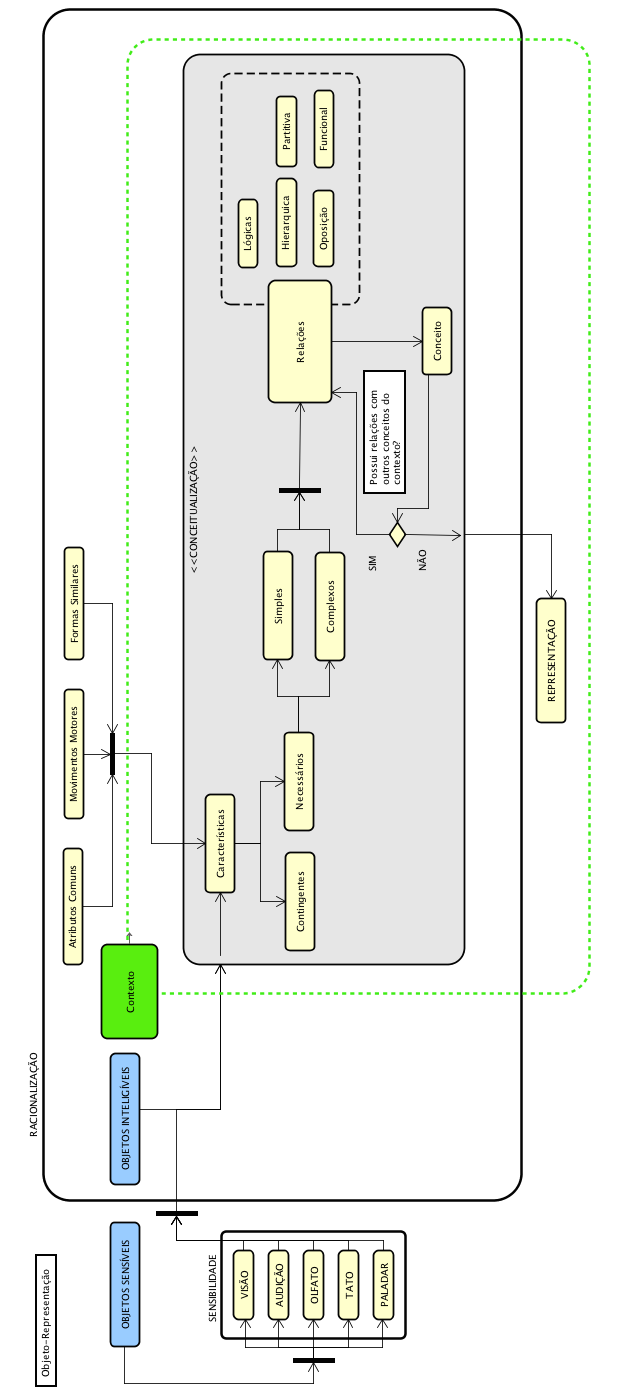 Objeto-Representação
OBJETOS SENSÍVEIS
SENSIBILIDADE
VISÃO
AUDIÇÃO
OLFATO
TATO
PALADAR
RACIONALIZAÇÃO
OBJETOS INTELIGÍVEIS
Contexto
Atributos Comuns
Movimentos Motores
Formas Similares
<<CONCEITUALIZAÇÃO>>
Características
Contingentes
Necessários
Simples
Complexos
Relações
Lógicas
Hierarquica
Partitiva
Oposição
Funcional
Conceito
Possui relações com
outros conceitos do
contexto?
SIM
NÃO
REPRESENTAÇÃO